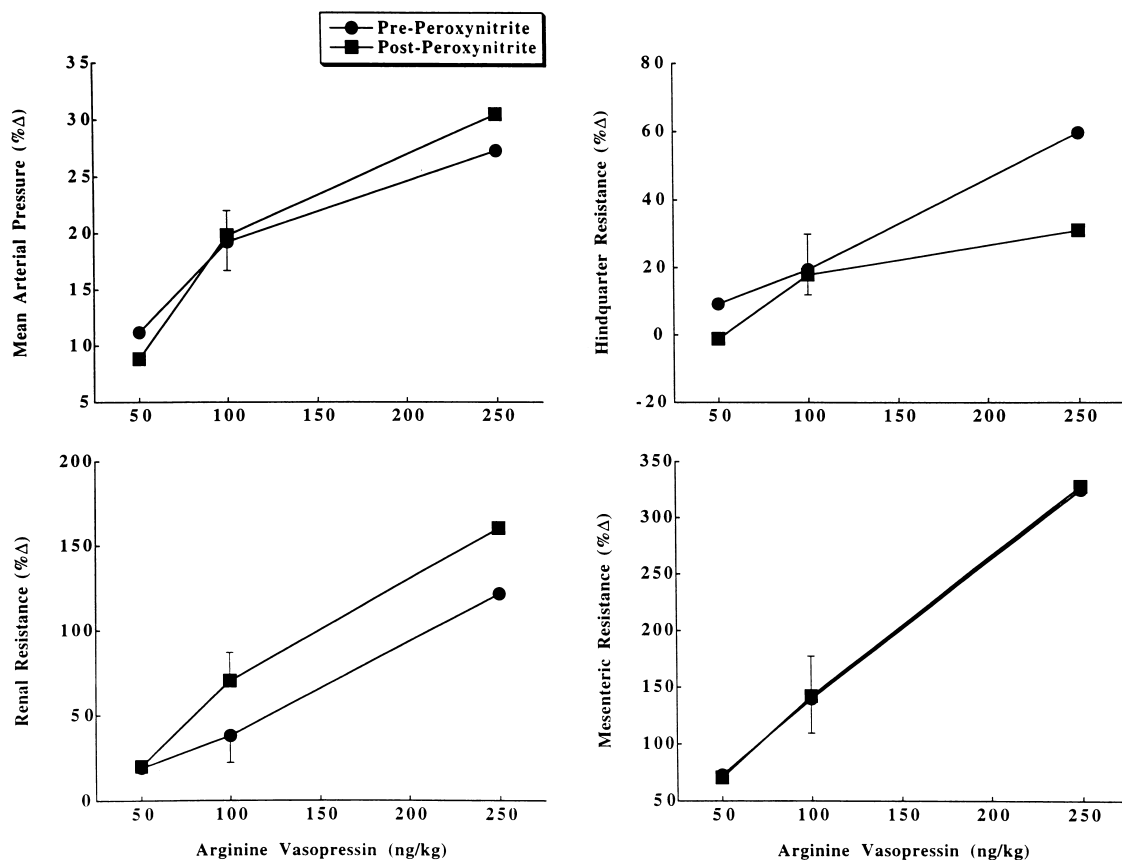 Pre-Peroxynitrite
Post-Peroxynitrite
35
30
25
20
15
10
5
Mean Arterial Pressure (%Δ)
50 100 150 200 250
80
60
40
20
0
-20
Hindquarter Resistance (%Δ)
50 100 150 200 250
200
150
100
50
0
Renal Resistance (%Δ)
50 100 150 200 250
Arginine Vasopressin (ng/kg)
350
300
250
200
150
100
50
Mesenteric Resistance (%Δ)
50 100 150 200 250
Arginine Vasopressin (ng/kg)